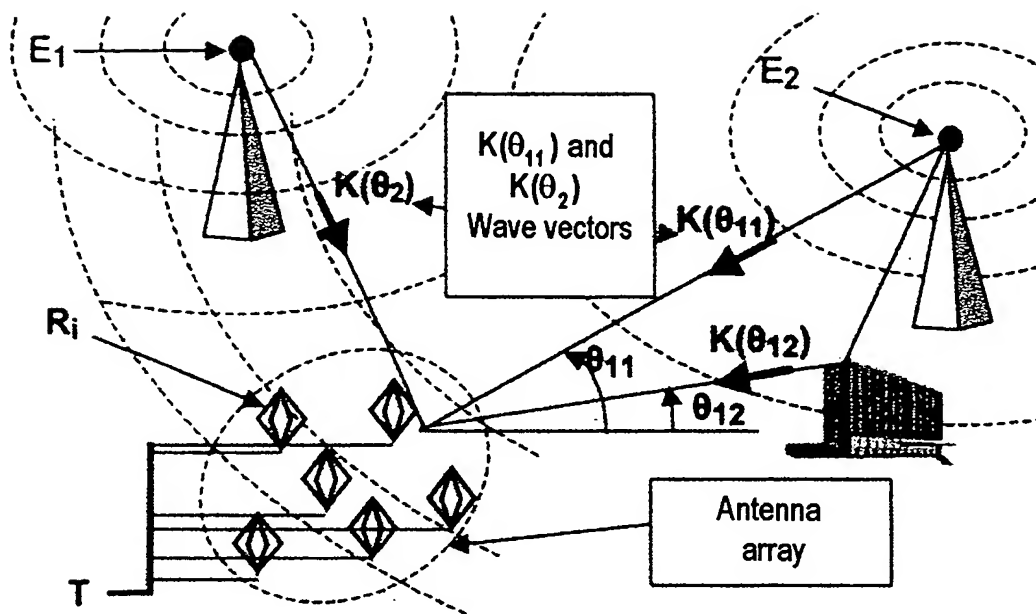 E₁
E₂
K(θ₁₁) and
K(θ₂)
Wave vectors
K(θ₂)
K(θ₁₁)
Rᵢ
K(θ₁₂)
θ₁₁
θ₁₂
Antenna
array
T